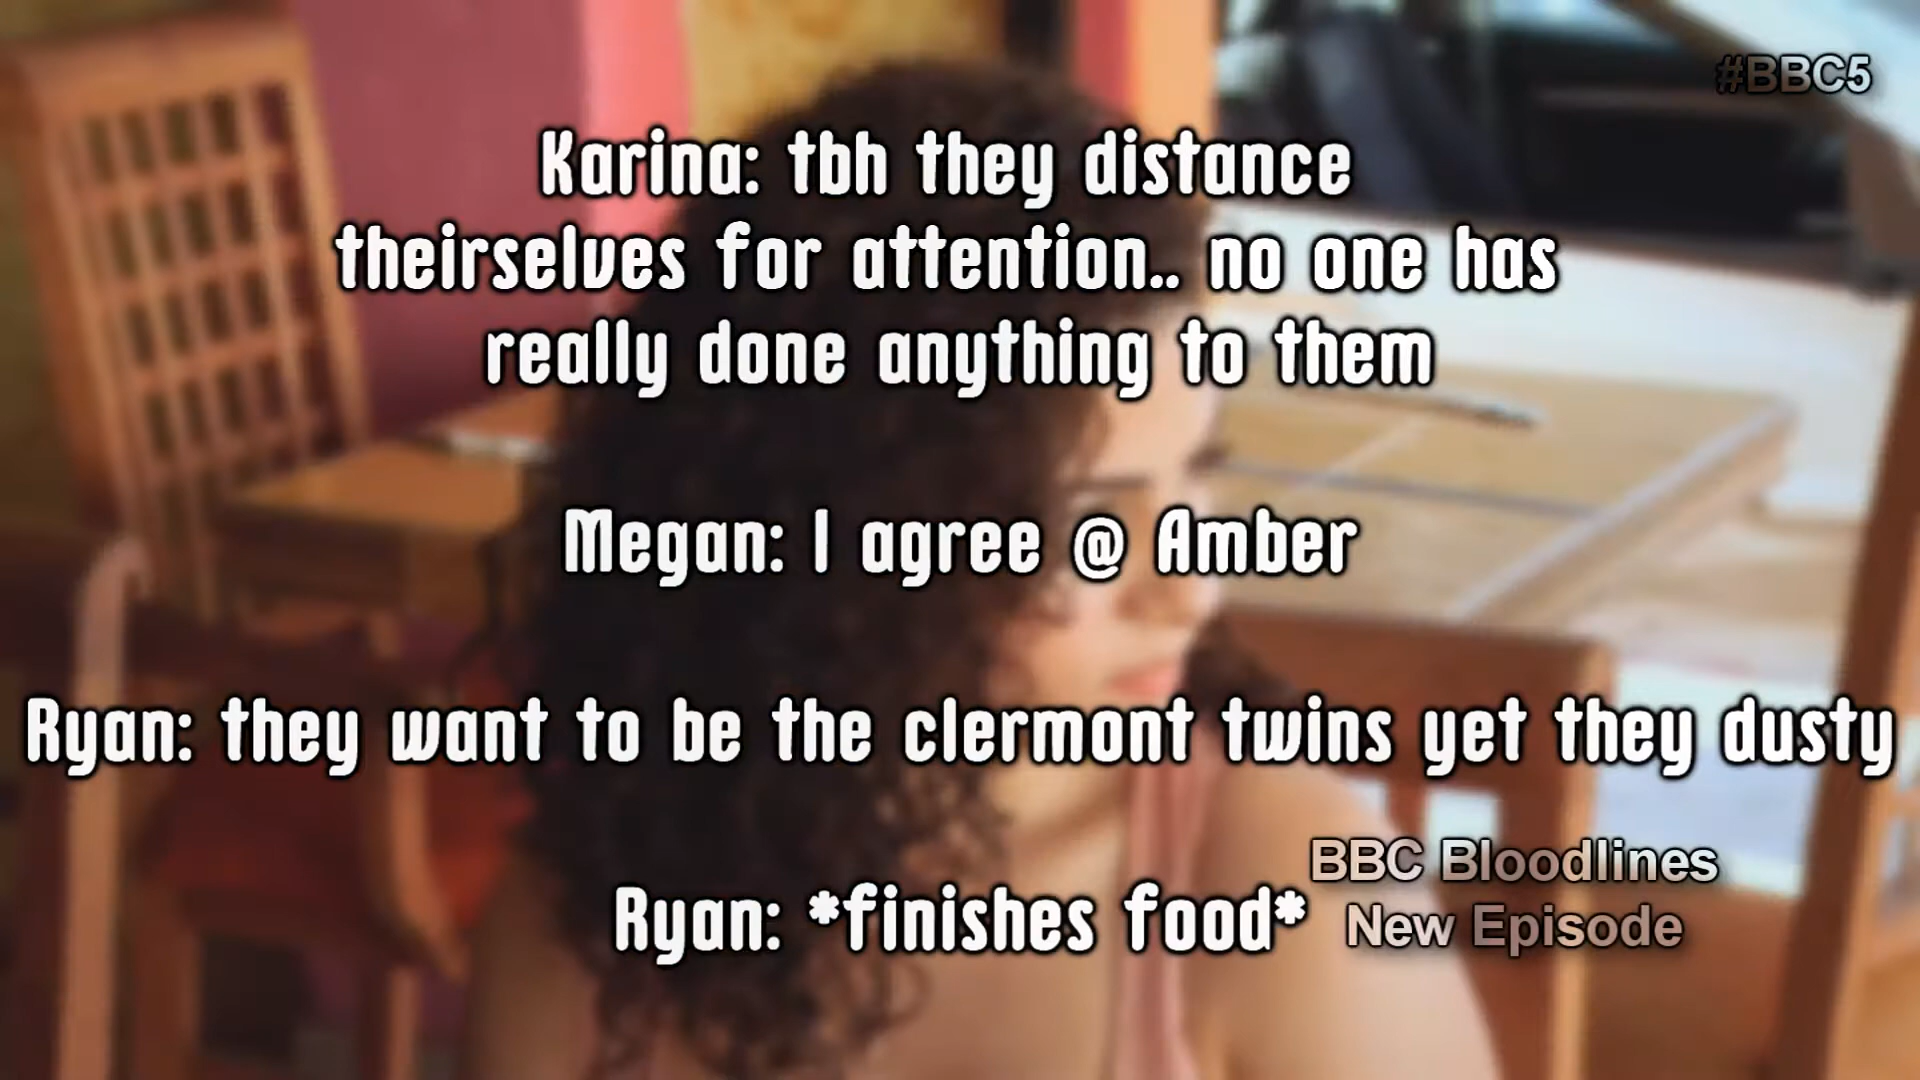 #BBC5
Karina: tbh they distance
theirselves for attention.. no one has
really done anything to them
Megan: I agree @ Amber
Ryan: they want to be the clermont twins yet they dusty
BBC Bloodlines
New Episode
Ryan: *finishes food*